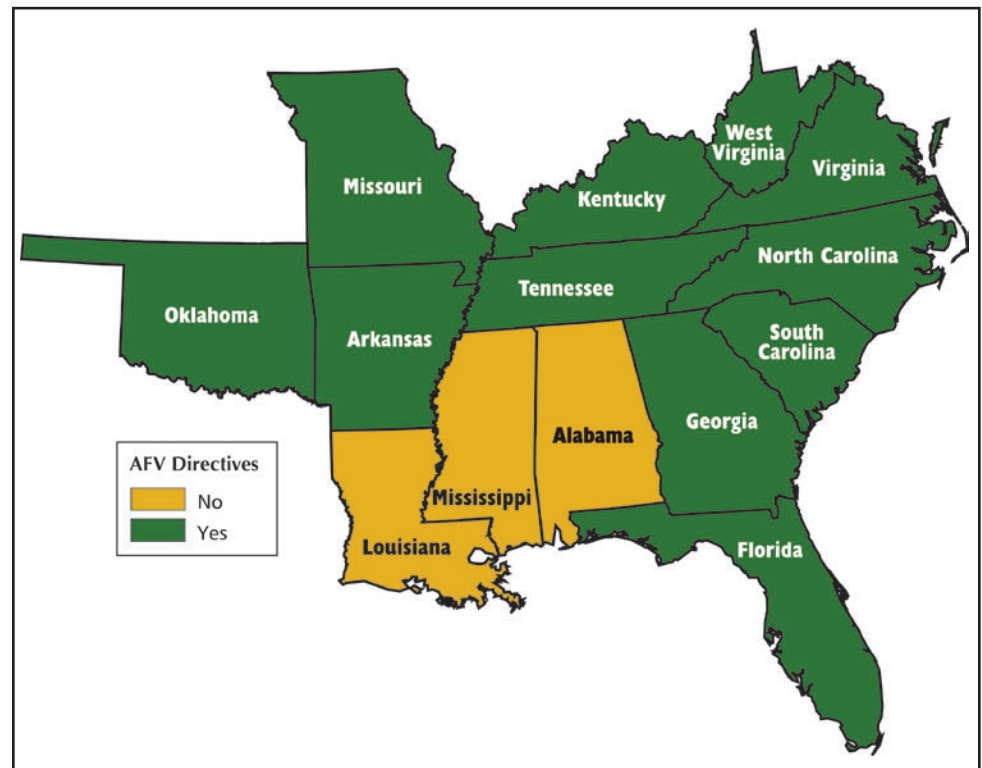 West
Virginia
Virginia
Missouri
Kentucky
North Carolina
Tennessee
Oklahoma
Arkansas
South
Carolina
Georgia
Alabama
AFV Directives
No
Yes
Mississippi
Louisiana
Florida